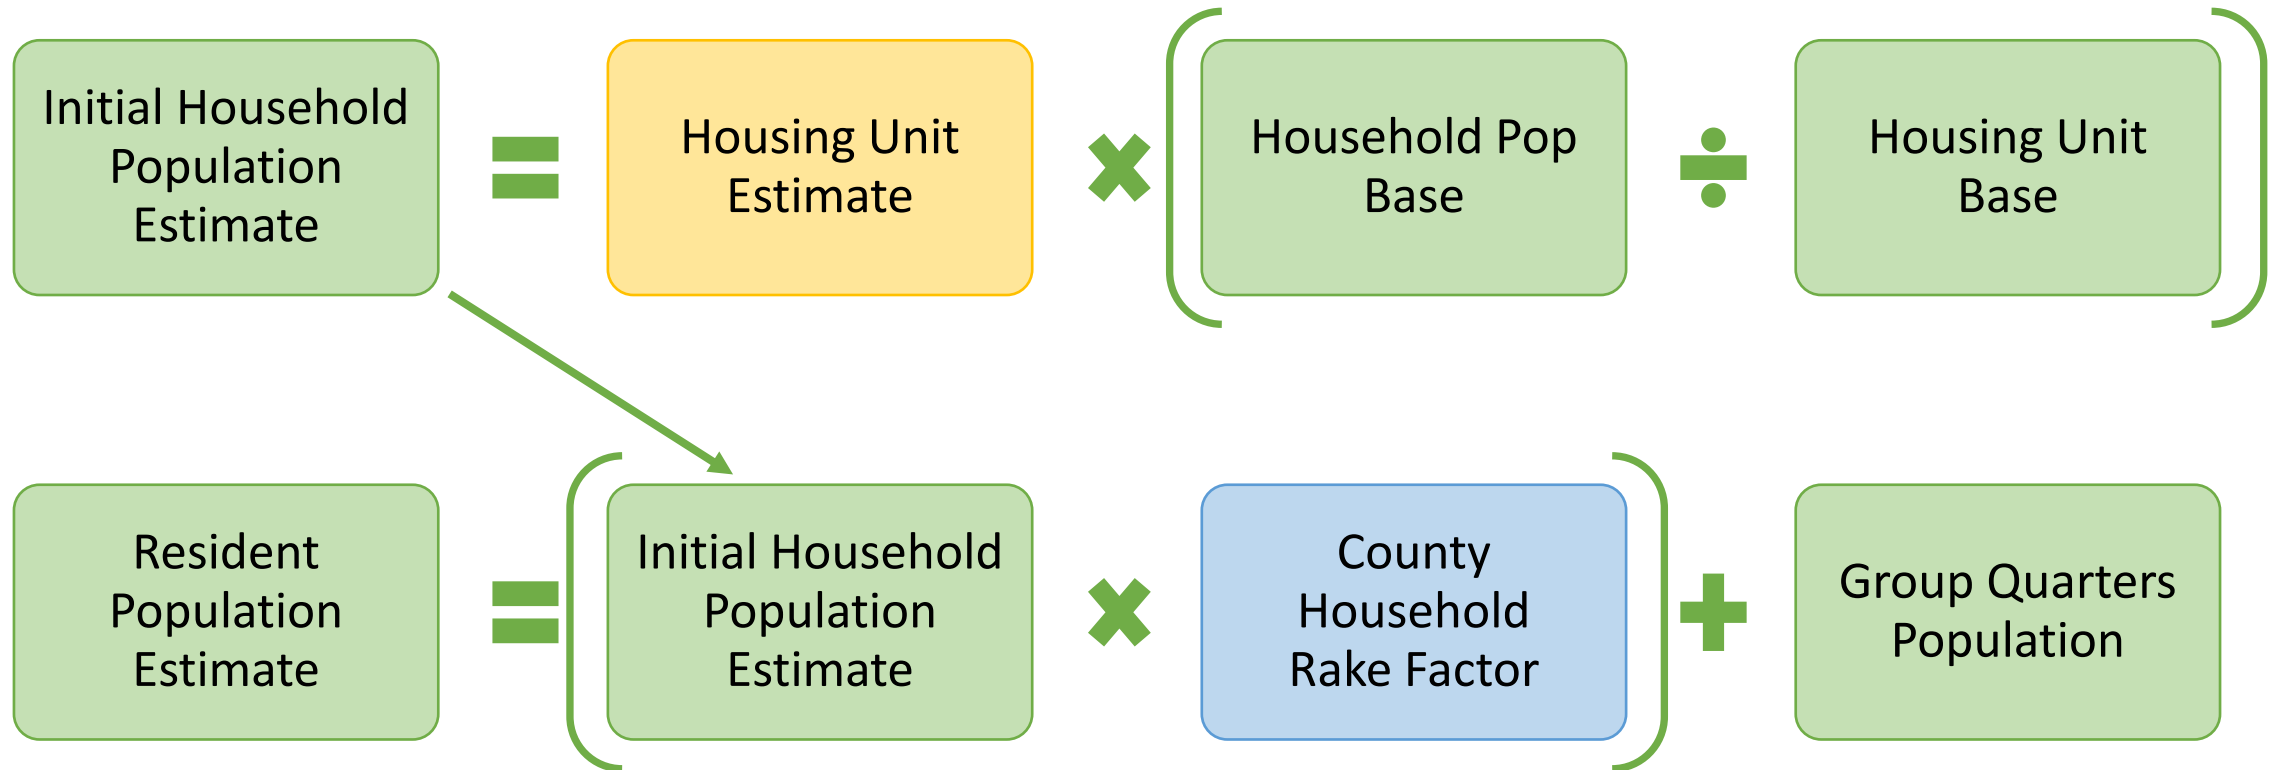 Initial Household
Population
Estimate
=
Housing Unit
Estimate
×
(
Household Pop
Base
÷
Housing Unit
Base
)
Resident
Population
Estimate
=
(
Initial Household
Population
Estimate
×
County
Household
Rake Factor
)
+
Group Quarters
Population